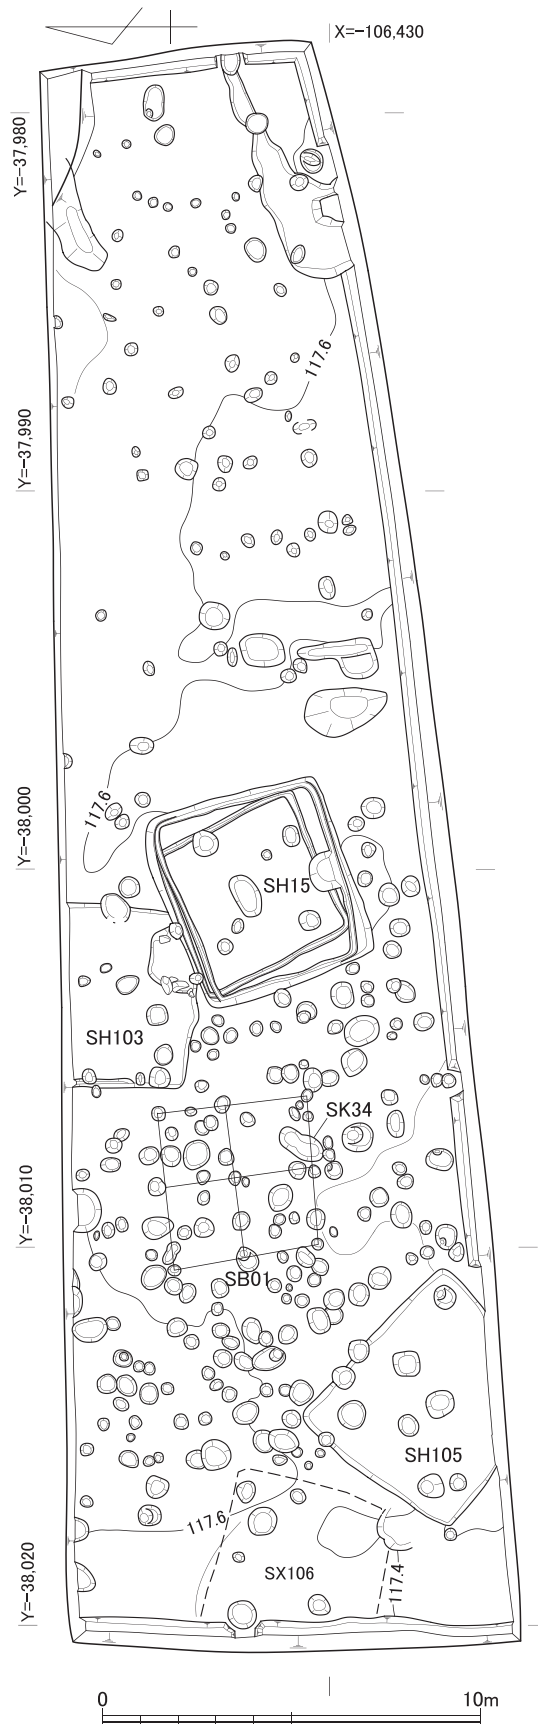 X=−106,430
Y=−37,980
117.6
Y=−37,990
Y=−38,000
117.6
SH15
SH103
SK34
Y=−38,010
SB01
SH105
117.6
Y=−38,020
SX106
117.4
0 10m